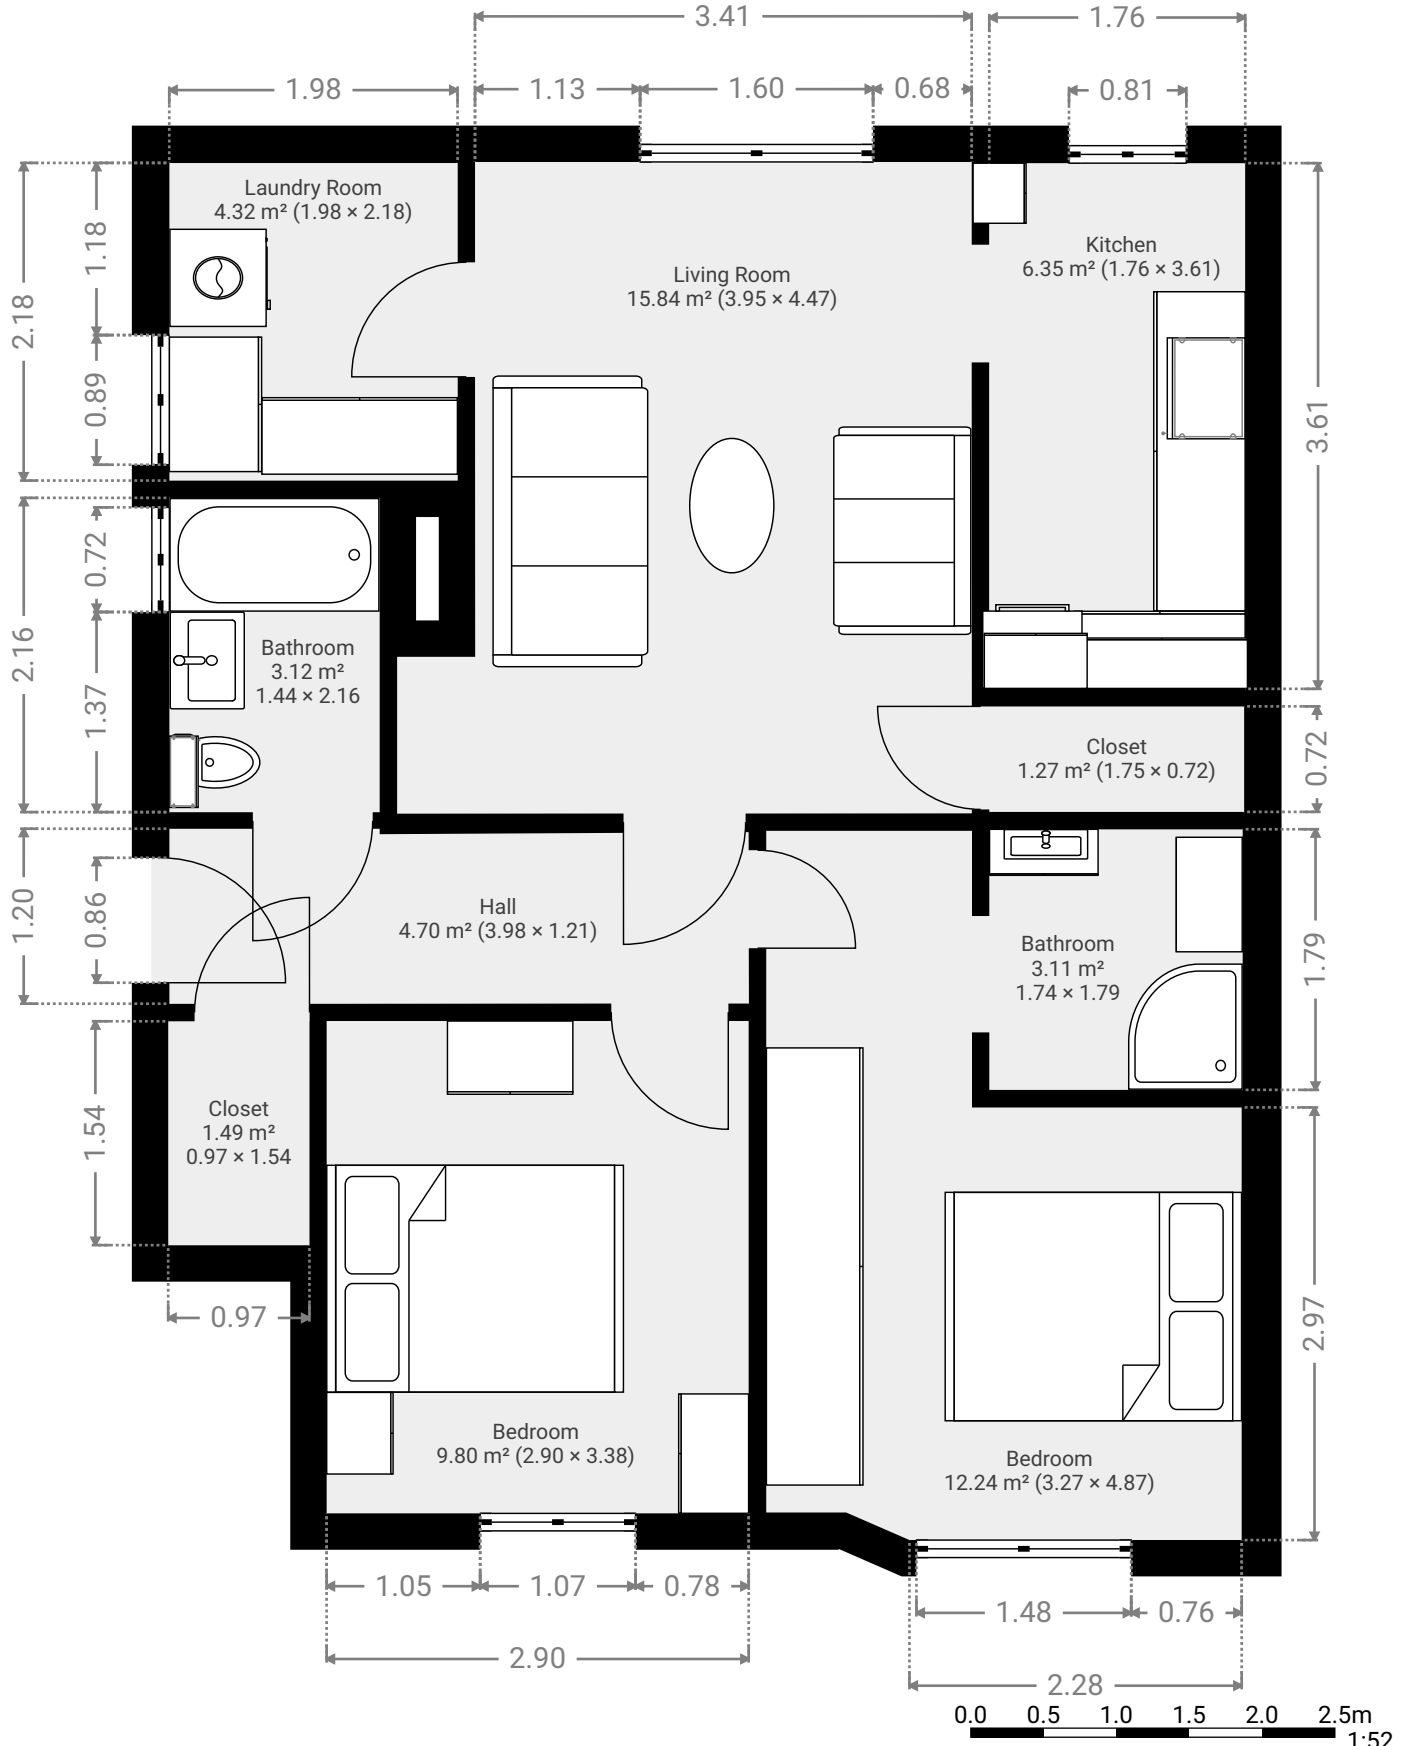 3.41
1.76
1.98
1.13
1.60
0.68
0.81
Laundry Room
4.32 m² (1.98 × 2.18)
2.18
1.18
0.89
Living Room
15.84 m² (3.95 × 4.47)
Kitchen
6.35 m² (1.76 × 3.61)
3.61
2.16
0.72
1.37
Bathroom
3.12 m²
1.44 × 2.16
Closet
1.27 m² (1.75 × 0.72)
0.72
1.20
0.86
Hall
4.70 m² (3.98 × 1.21)
Bathroom
3.11 m²
1.74 × 1.79
1.79
1.54
Closet
1.49 m²
0.97 × 1.54
0.97
2.97
Bedroom
9.80 m² (2.90 × 3.38)
Bedroom
12.24 m² (3.27 × 4.87)
1.05
1.07
0.78
1.48
0.76
2.90
2.28
0.0 0.5 1.0 1.5 2.0 2.5m
1:52